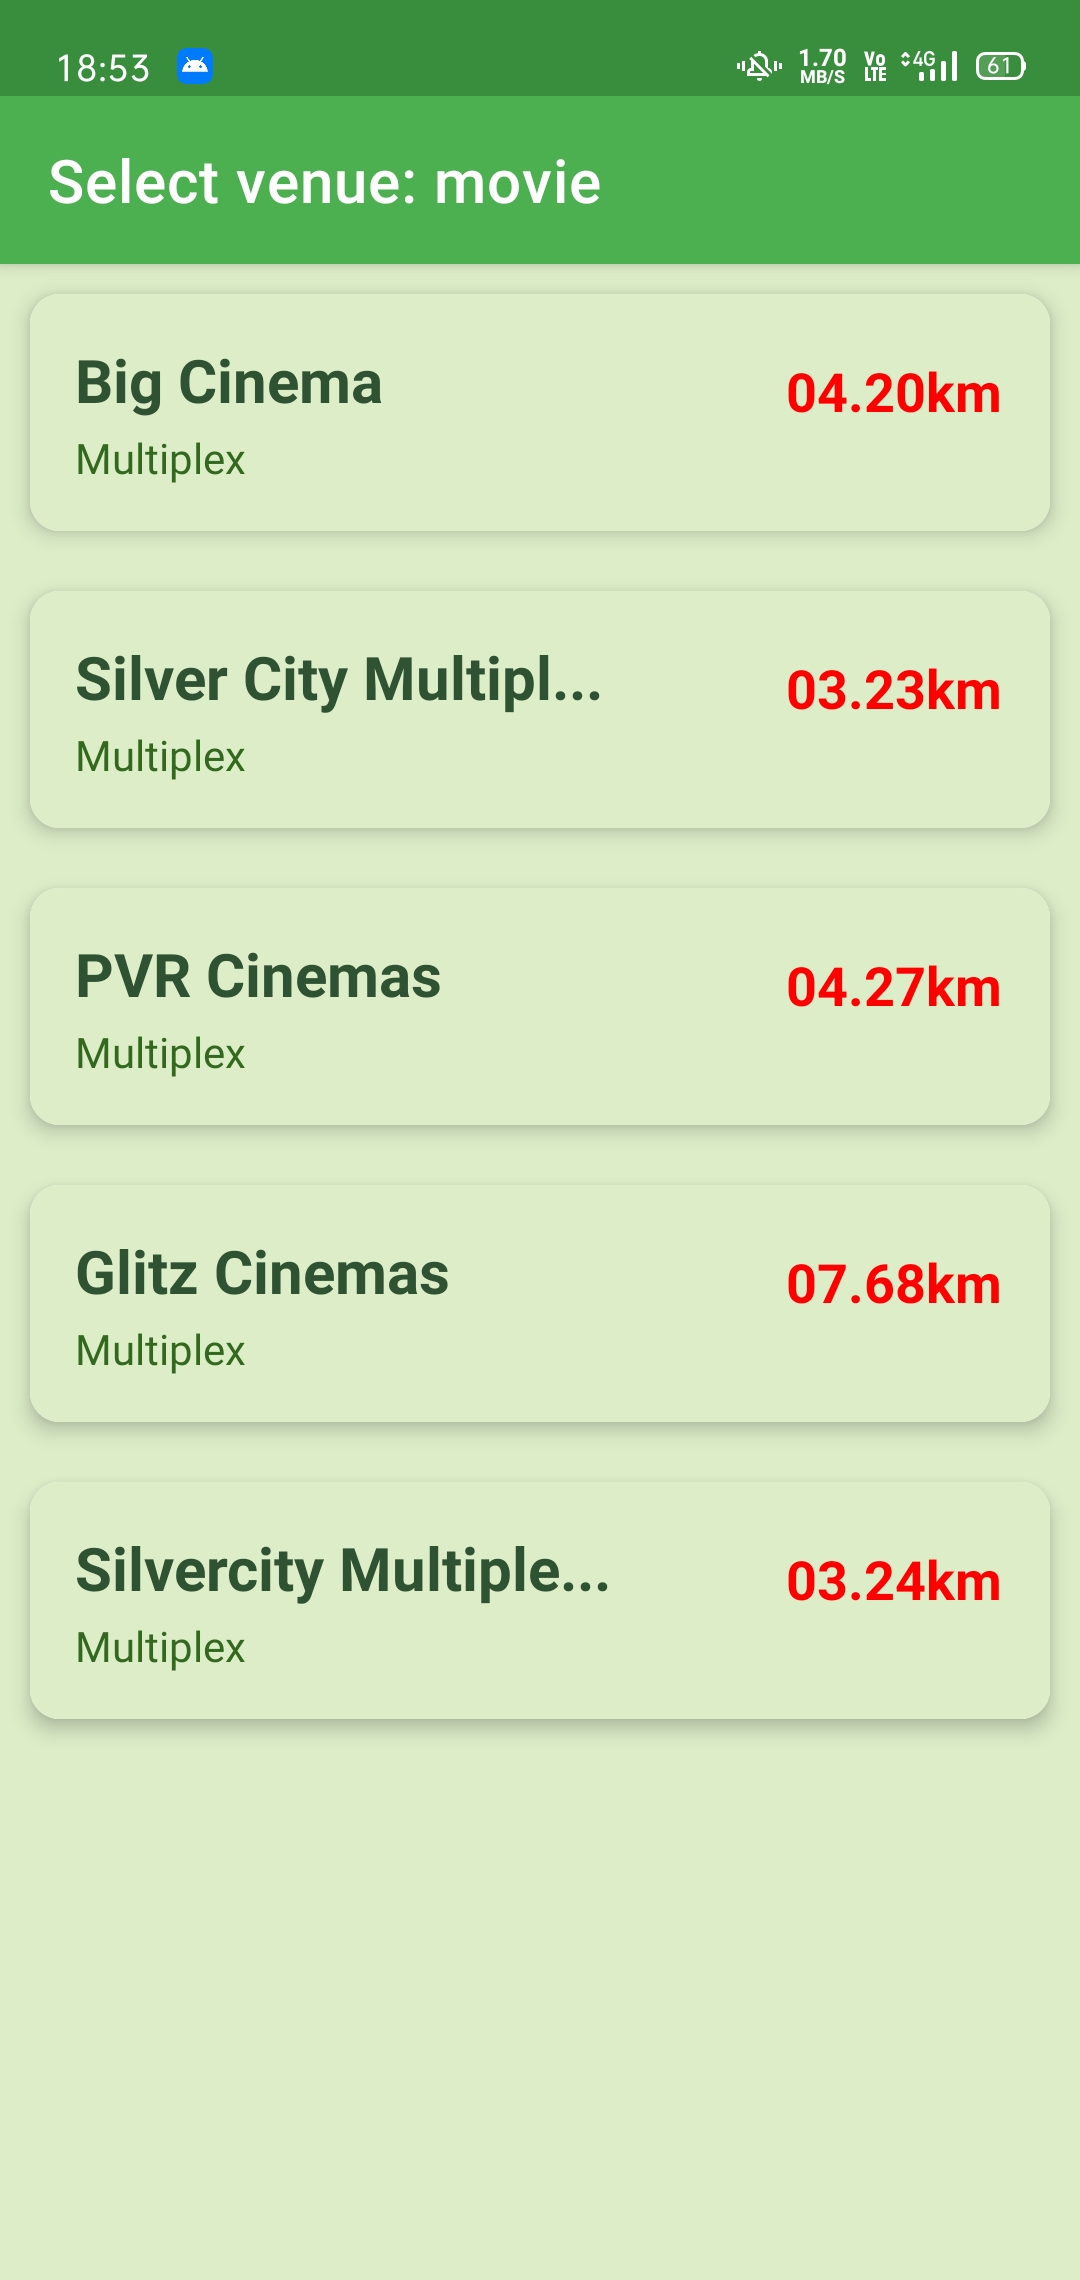 18:53 1.70 MB/S Vo LTE 4G 61
Select venue: movie
Big Cinema
04.20km
Multiplex
Silver City Multipl...
03.23km
Multiplex
PVR Cinemas
04.27km
Multiplex
Glitz Cinemas
07.68km
Multiplex
Silvercity Multiple...
03.24km
Multiplex